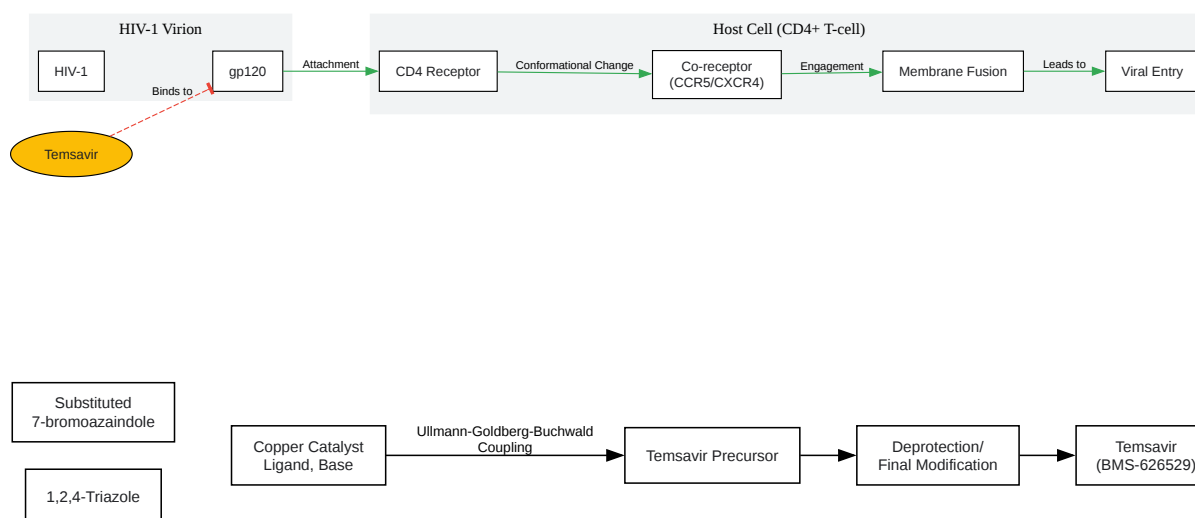 HIV-1 Virion
Host Cell (CD4+ T-cell)
HIV-1
gp120
Attachment
CD4 Receptor
Conformational Change
Co-receptor
(CCR5/CXCR4)
Engagement
Membrane Fusion
Leads to
Viral Entry
Binds to
Temsavir
Substituted
7-bromoazaindole
1,2,4-Triazole
Copper Catalyst
Ligand, Base
Ullmann-Goldberg-Buchwald
Coupling
Temsavir Precursor
Deprotection/
Final Modification
Temsavir
(BMS-626529)